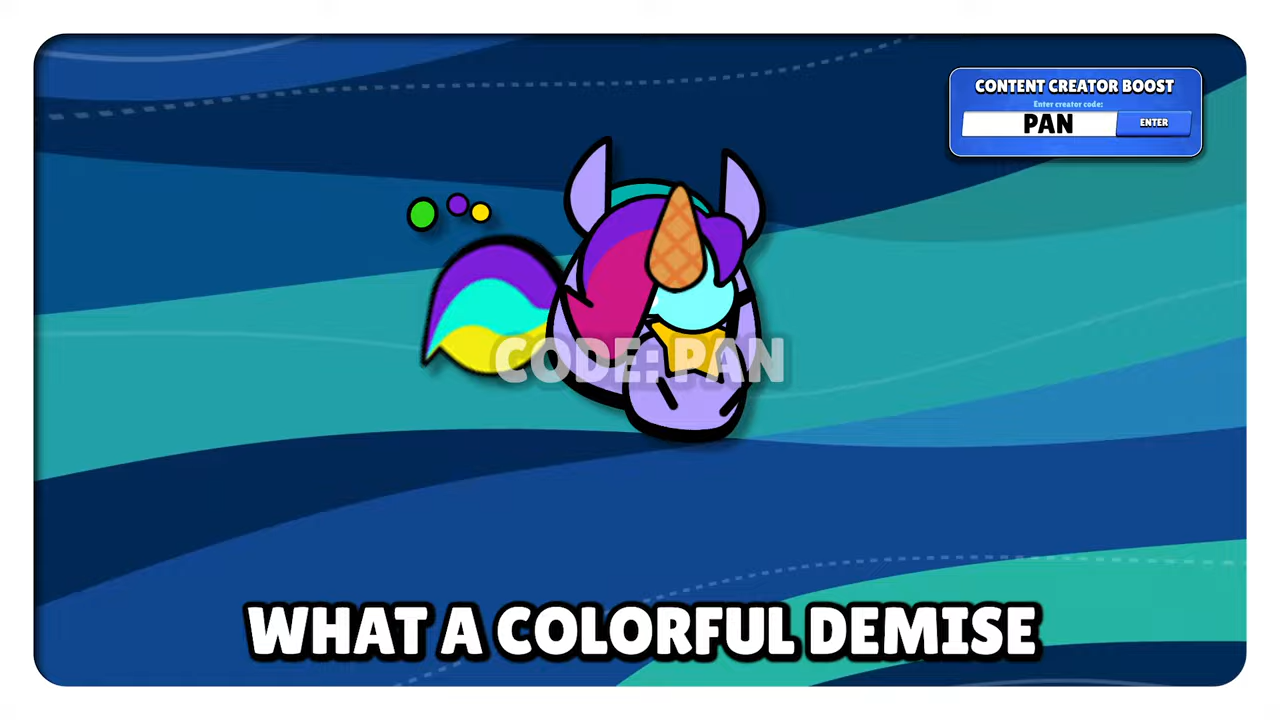 CONTENT CREATOR BOOST
Enter creator code:
PAN
ENTER
CODE: PAN
WHAT A COLORFUL DEMISE